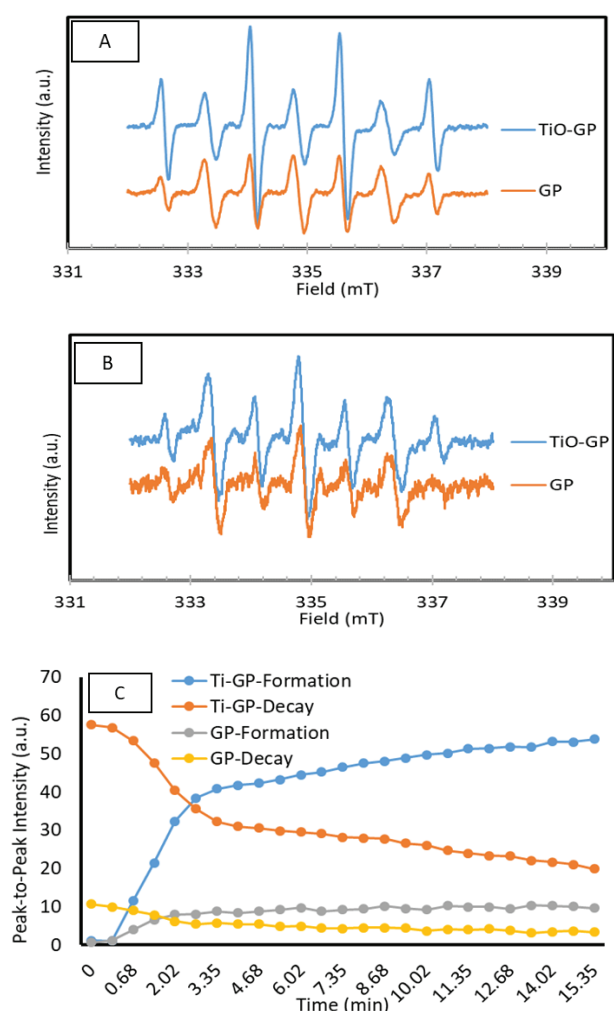 A
Intensity (a.u.)
TiO-GP
GP
331 333 335 337 339
Field (mT)
B
Intensity (a.u.)
TiO-GP
GP
331 333 335 337 339
Field (mT)
C
Peak-to-Peak Intensity (a.u.)
70
60
50
40
30
20
10
0
Ti-GP-Formation
Ti-GP-Decay
GP-Formation
GP-Decay
0 0.68 2.02 3.35 4.68 6.02 7.35 8.68 10.02 11.35 12.68 14.02 15.35
Time (min)